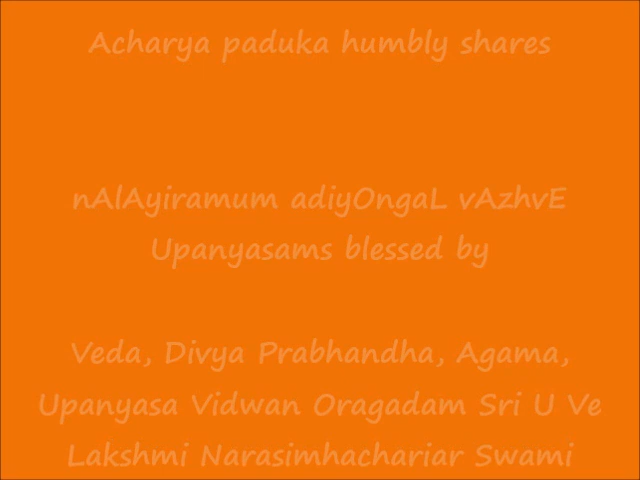 Acharya paduka humbly shares
nAlAyiramum adiyOngaL vAzhvE
Upanyasams blessed by
Veda, Divya Prabhandha, Agama,
Upanyasa Vidwan Oragadam Sri U Ve
Lakshmi Narasimhachariar Swami